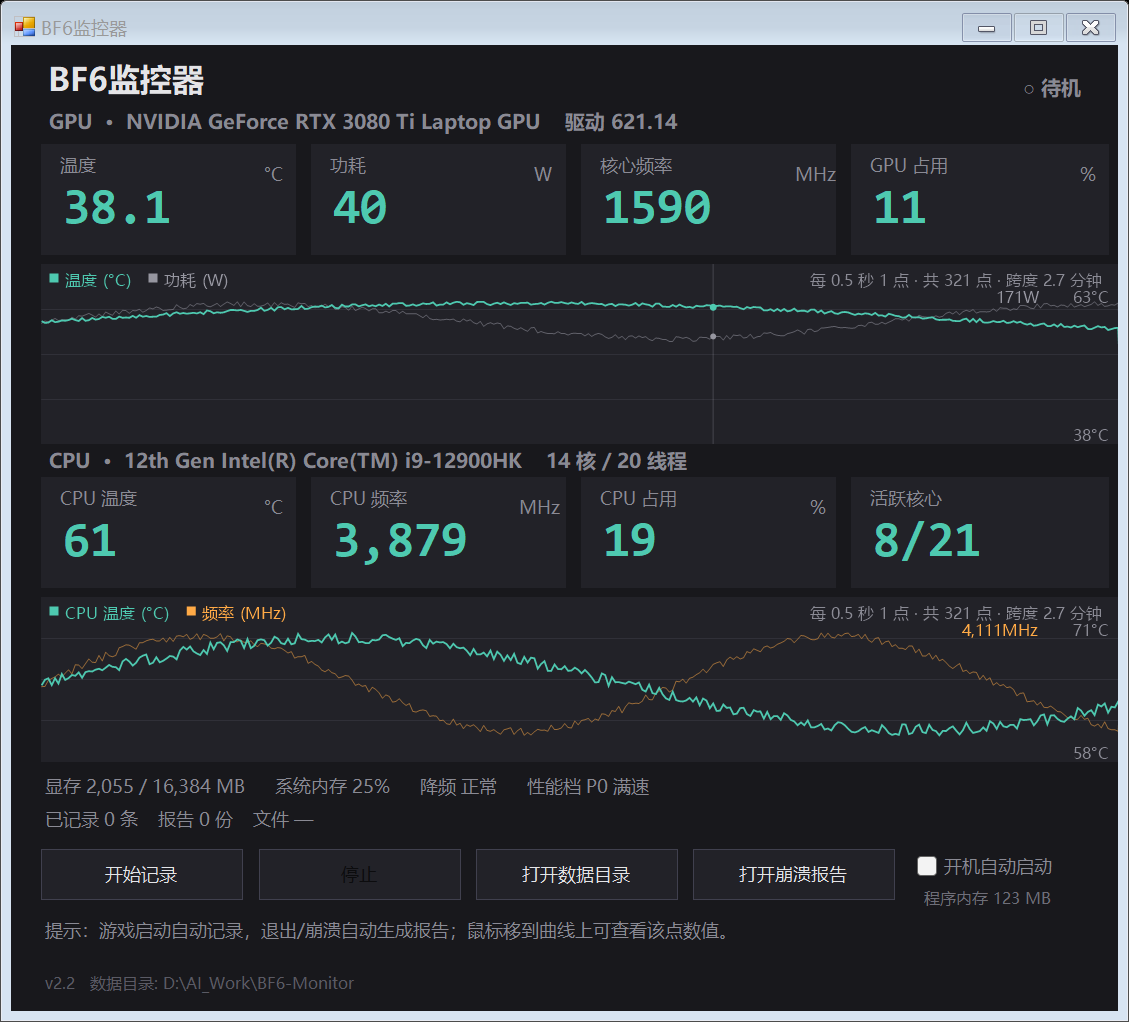 BF6监控器
BF6监控器
○ 待机
GPU • NVIDIA GeForce RTX 3080 Ti Laptop GPU 驱动 621.14
温度 °C
38.1
功耗 W
40
核心频率 MHz
1590
GPU 占用 %
11
温度 (°C) 功耗 (W) 每 0.5 秒 1 点 · 共 321 点 · 跨度 2.7 分钟
171W 63°C
38°C
CPU • 12th Gen Intel(R) Core(TM) i9-12900HK 14 核 / 20 线程
CPU 温度 °C
61
CPU 频率 MHz
3,879
CPU 占用 %
19
活跃核心
8/21
CPU 温度 (°C) 频率 (MHz) 每 0.5 秒 1 点 · 共 321 点 · 跨度 2.7 分钟
4,111MHz 71°C
58°C
显存 2,055 / 16,384 MB 系统内存 25% 降频 正常 性能档 P0 满速
已记录 0 条 报告 0 份 文件 —
开始记录 停止 打开数据目录 打开崩溃报告 开机自动启动
程序内存 123 MB
提示：游戏启动自动记录，退出/崩溃自动生成报告；鼠标移到曲线上可查看该点数值。
v2.2 数据目录: D:\AI_Work\BF6-Monitor